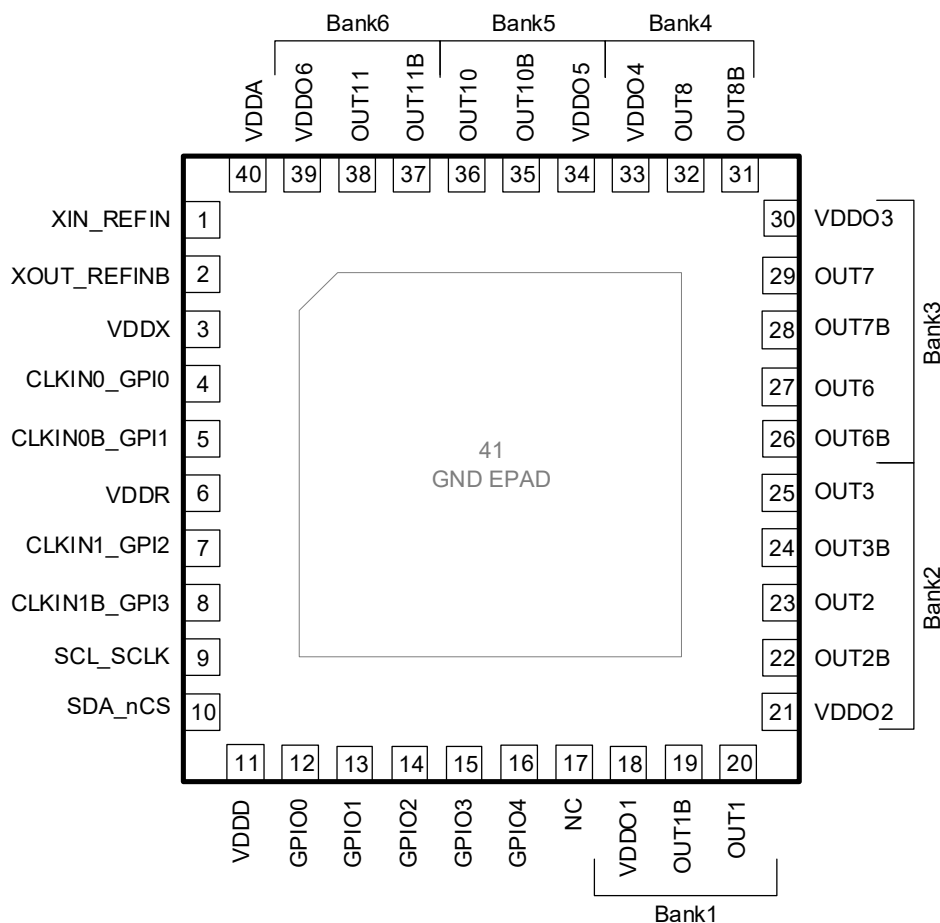 Bank6
Bank5
Bank4
VDDA
VDDO6
OUT11
OUT11B
OUT10
OUT10B
VDDO5
VDDO4
OUT8
OUT8B
40 39 38 37 36 35 34 33 32 31
XIN_REFIN 1
XOUT_REFINB 2
VDDX 3
CLKIN0_GPI0 4
CLKIN0B_GPI1 5
VDDR 6
CLKIN1_GPI2 7
CLKIN1B_GPI3 8
SCL_SCLK 9
SDA_nCS 10
41
GND EPAD
30 VDDO3
29 OUT7
28 OUT7B
27 OUT6
26 OUT6B
25 OUT3
24 OUT3B
23 OUT2
22 OUT2B
21 VDDO2
Bank3
Bank2
11 12 13 14 15 16 17 18 19 20
VDDD
GPIO0
GPIO1
GPIO2
GPIO3
GPIO4
NC
VDDO1
OUT1B
OUT1
Bank1